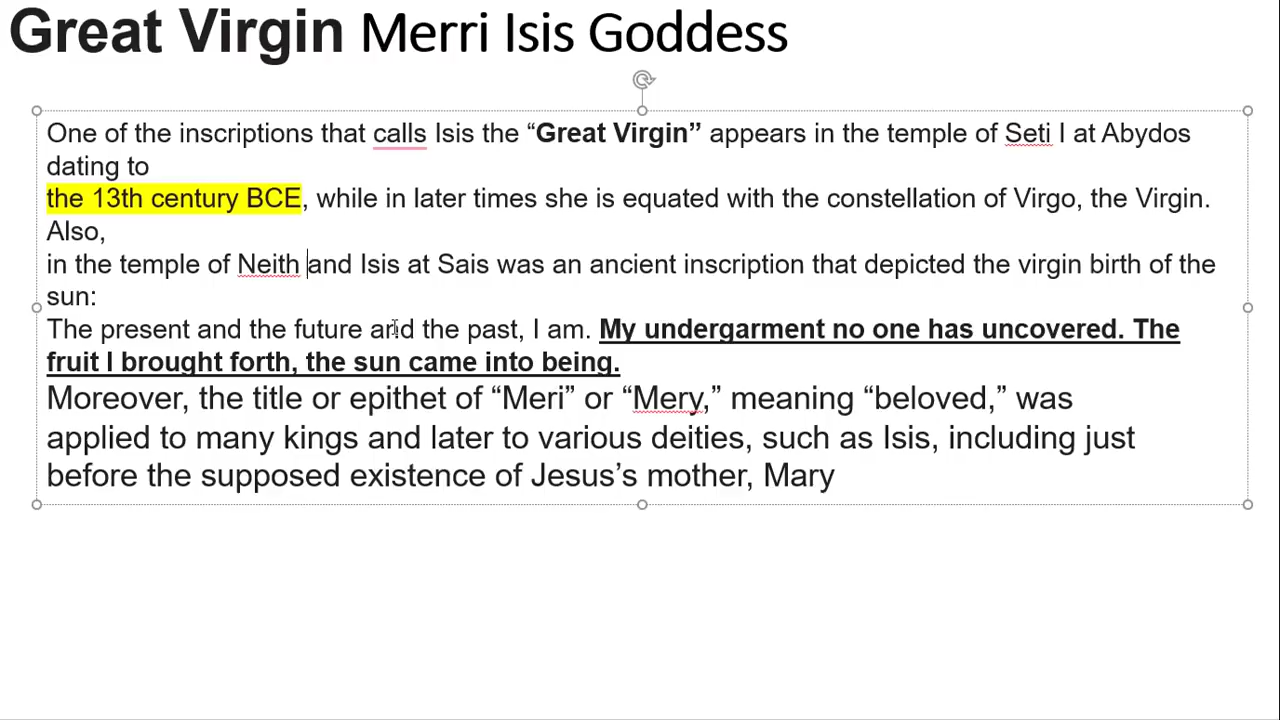 Great Virgin Merri Isis Goddess
One of the inscriptions that calls Isis the “Great Virgin” appears in the temple of Seti I at Abydos
dating to
the 13th century BCE, while in later times she is equated with the constellation of Virgo, the Virgin.
Also,
in the temple of Neith and Isis at Sais was an ancient inscription that depicted the virgin birth of the
sun:
The present and the future and the past, I am. My undergarment no one has uncovered. The
fruit I brought forth, the sun came into being.
Moreover, the title or epithet of “Meri” or “Mery,” meaning “beloved,” was
applied to many kings and later to various deities, such as Isis, including just
before the supposed existence of Jesus’s mother, Mary